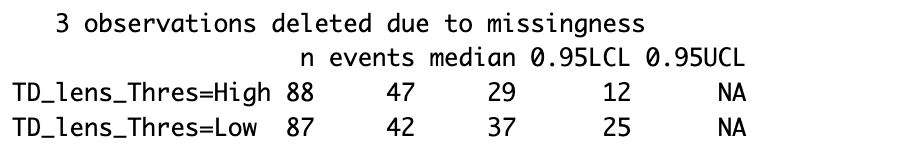 3 observations deleted due to missingness
n events median 0.95LCL 0.95UCL
TD_lens_Thres=High 88 47 29 12 NA
TD_lens_Thres=Low 87 42 37 25 NA